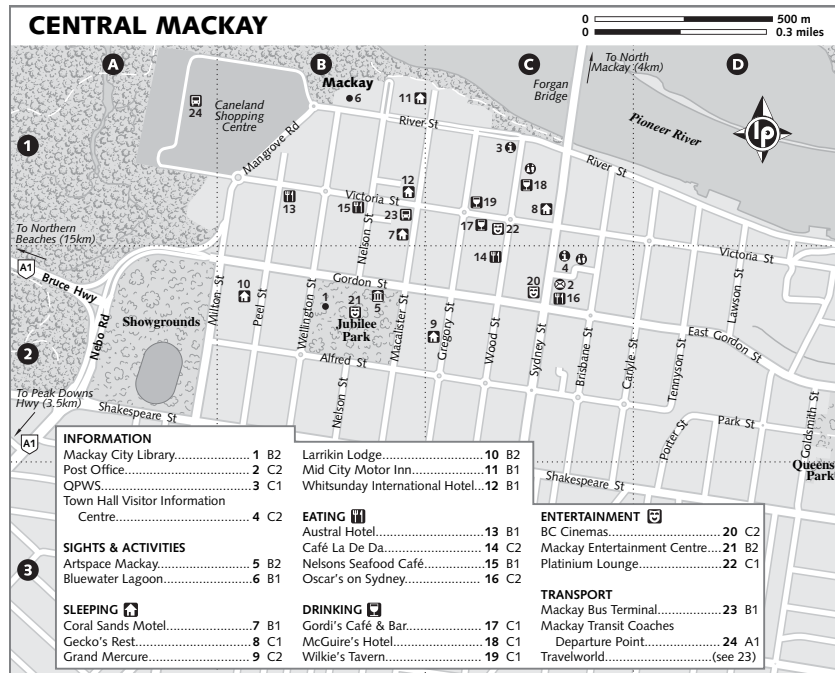 CENTRAL MACKAY
0 500 m
0 0.3 miles
A
B
C
D
To North
Mackay (4km)
Forgan
Bridge
Mackay
6
11
24
Caneland
Shopping
Centre
River St
Pioneer River
lp
1
Mangrove Rd
3
18
River St
12
19
8
13
15
Victoria St
23
17
22
7
Nelson St
To Northern
Beaches (15km)
A1
Bruce Hwy
14
4
Victoria St
Gordon St
20
2
16
Lawson St
10
1
21
5
Milton St
Peel St
Wellington St
Jubilee
Park
Macalister St
9
Gregory St
Wood St
Sydney St
Brisbane St
Carlyle St
Tennyson St
East Gordon St
Nebo Rd
Showgrounds
2
Alfred St
Nelson St
To Peak Downs
Hwy (3.5km)
A1
Shakespeare St
Porter St
Park St
Goldsmith St
Queens
Park
Shakespeare St
3
INFORMATION
Mackay City Library 1 B2
Post Office 2 C2
QPWS 3 C1
Town Hall Visitor Information
Centre 4 C2
SIGHTS & ACTIVITIES
Artspace Mackay 5 B2
Bluewater Lagoon 6 B1
SLEEPING
Coral Sands Motel 7 B1
Gecko's Rest 8 C1
Grand Mercure 9 C2
Larrikin Lodge 10 B2
Mid City Motor Inn 11 B1
Whitsunday International Hotel 12 B1
EATING
Austral Hotel 13 B1
Café La De Da 14 C2
Nelsons Seafood Café 15 B1
Oscar's on Sydney 16 C2
DRINKING
Gordi's Café & Bar 17 C1
McGuire's Hotel 18 C1
Wilkie's Tavern 19 C1
ENTERTAINMENT
BC Cinemas 20 C2
Mackay Entertainment Centre 21 B2
Platinium Lounge 22 C1
TRANSPORT
Mackay Bus Terminal 23 B1
Mackay Transit Coaches
Departure Point 24 A1
Travelworld (see 23)